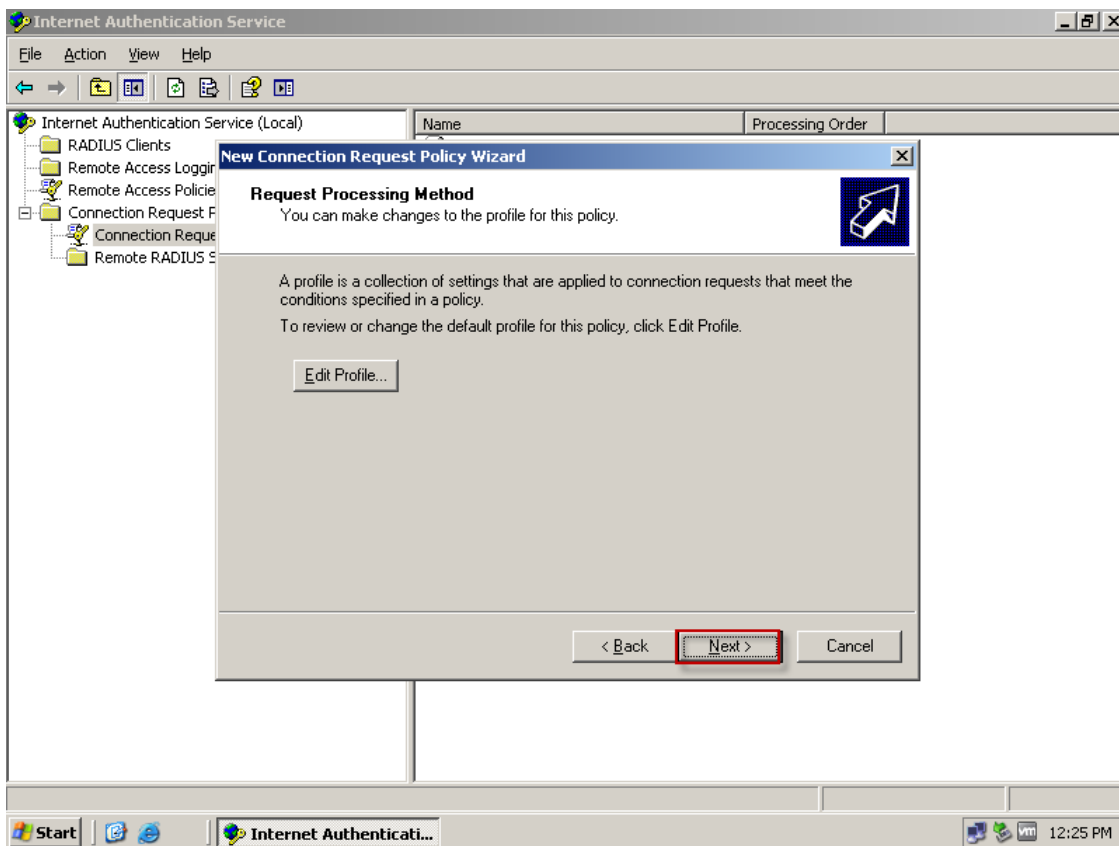 Internet Authentication Service
File Action View Help
Internet Authentication Service (Local)
RADIUS Clients
Remote Access Loggin
Remote Access Policie
Connection Request P
Connection Reque
Remote RADIUS S
Name Processing Order
New Connection Request Policy Wizard
Request Processing Method
You can make changes to the profile for this policy.
A profile is a collection of settings that are applied to connection requests that meet the
conditions specified in a policy.
To review or change the default profile for this policy, click Edit Profile.
Edit Profile...
< Back Next > Cancel
Start Internet Authenticati... vm 12:25 PM